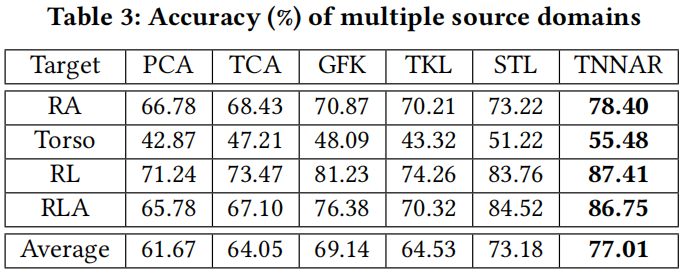 Table 3: Accuracy (%) of multiple source domains
Target PCA TCA GFK TKL STL TNNAR
RA 66.78 68.43 70.87 70.21 73.22 78.40
Torso 42.87 47.21 48.09 43.32 51.22 55.48
RL 71.24 73.47 81.23 74.26 83.76 87.41
RLA 65.78 67.10 76.38 70.32 84.52 86.75
Average 61.67 64.05 69.14 64.53 73.18 77.01